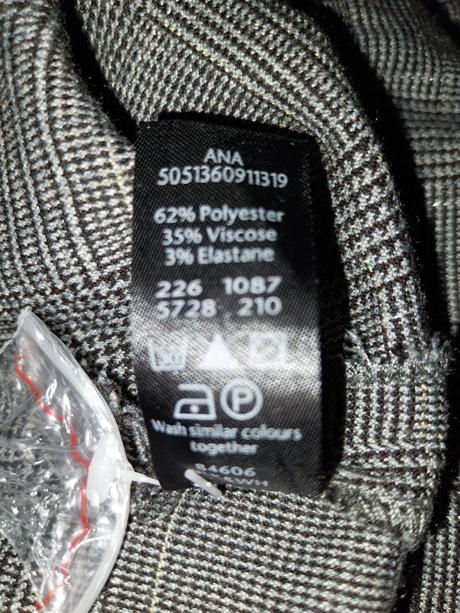 ANA
5051360911319
62% Polyester
35% Viscose
3% Elastane
226 1087
5728 210
P
Wash similar colours
together
84606